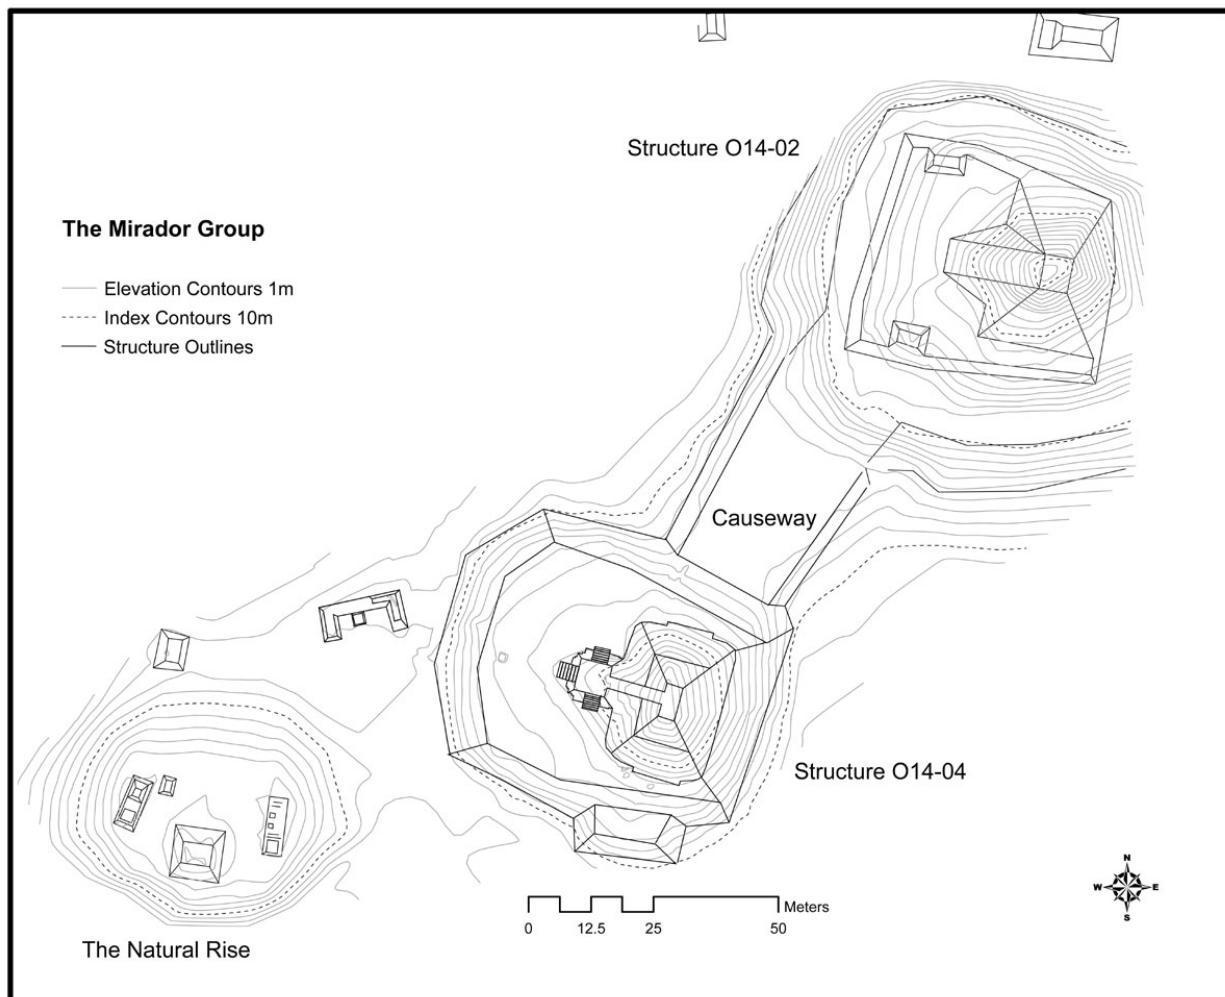 Structure O14-02
The Mirador Group
Elevation Contours 1m
Index Contours 10m
Structure Outlines
Causeway
Structure O14-04
Meters
0 12.5 25 50
N
W E
S
The Natural Rise